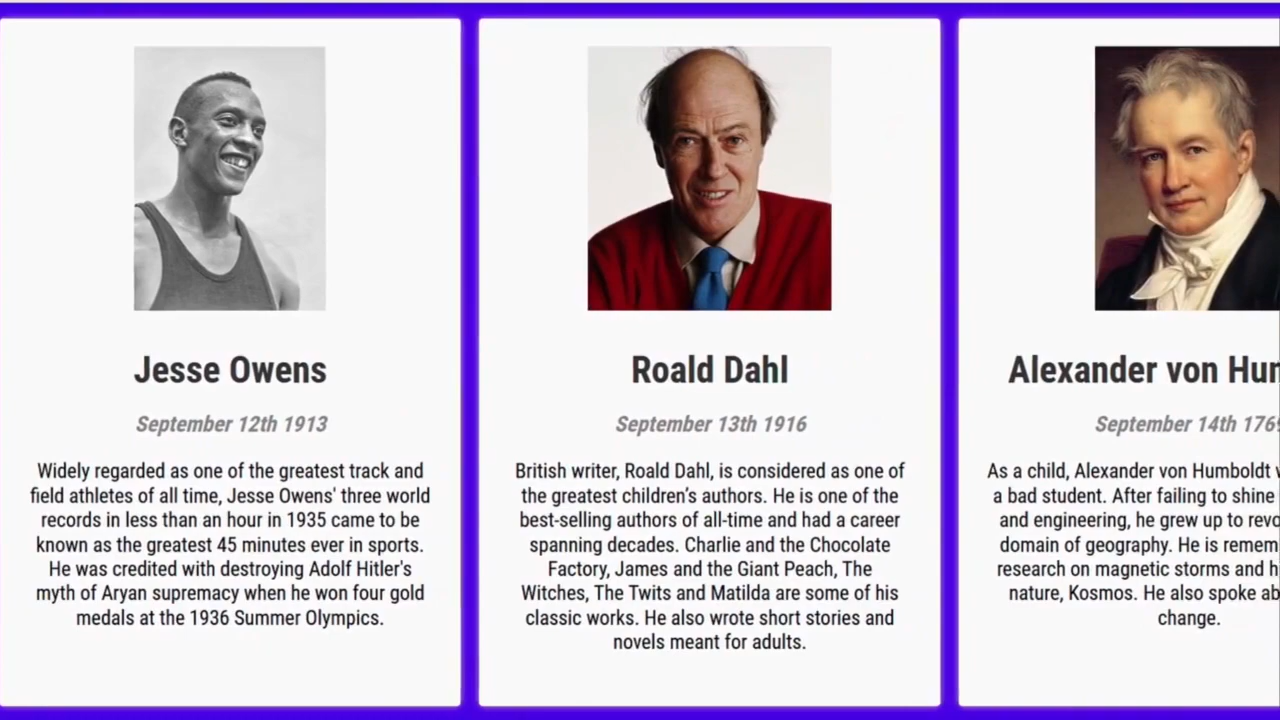 Jesse Owens
September 12th 1913
Widely regarded as one of the greatest track and
field athletes of all time, Jesse Owens' three world
records in less than an hour in 1935 came to be
known as the greatest 45 minutes ever in sports.
He was credited with destroying Adolf Hitler's
myth of Aryan supremacy when he won four gold
medals at the 1936 Summer Olympics.
Roald Dahl
September 13th 1916
British writer, Roald Dahl, is considered as one of
the greatest children’s authors. He is one of the
best-selling authors of all-time and had a career
spanning decades. Charlie and the Chocolate
Factory, James and the Giant Peach, The
Witches, The Twits and Matilda are some of his
classic works. He also wrote short stories and
novels meant for adults.
Alexander von
September 14th
As a child, Alexander von Humboldt
a bad student. After failing to shine
and engineering, he grew up to
domain of geography. He is
research on magnetic storms and
nature, Kosmos. He also spoke
change.